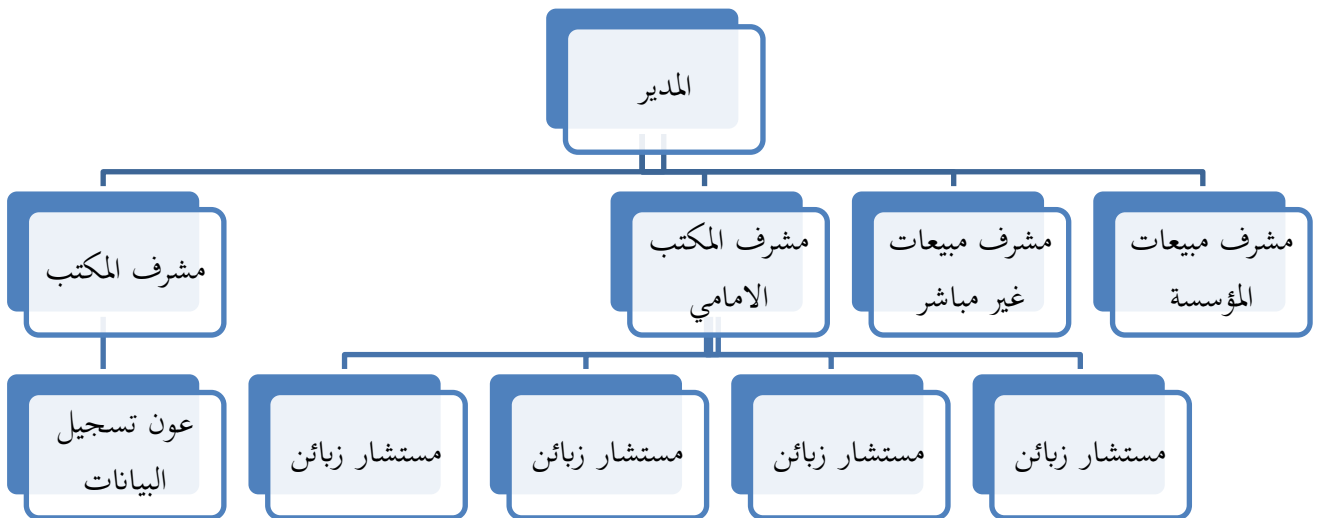 المدير
مشرف مبيعات
المؤسسة
مشرف مبيعات
غير مباشر
مشرف المكتب
الامامي
مشرف المكتب
مستشار زبائن
مستشار زبائن
مستشار زبائن
مستشار زبائن
عون تسجيل
البيانات